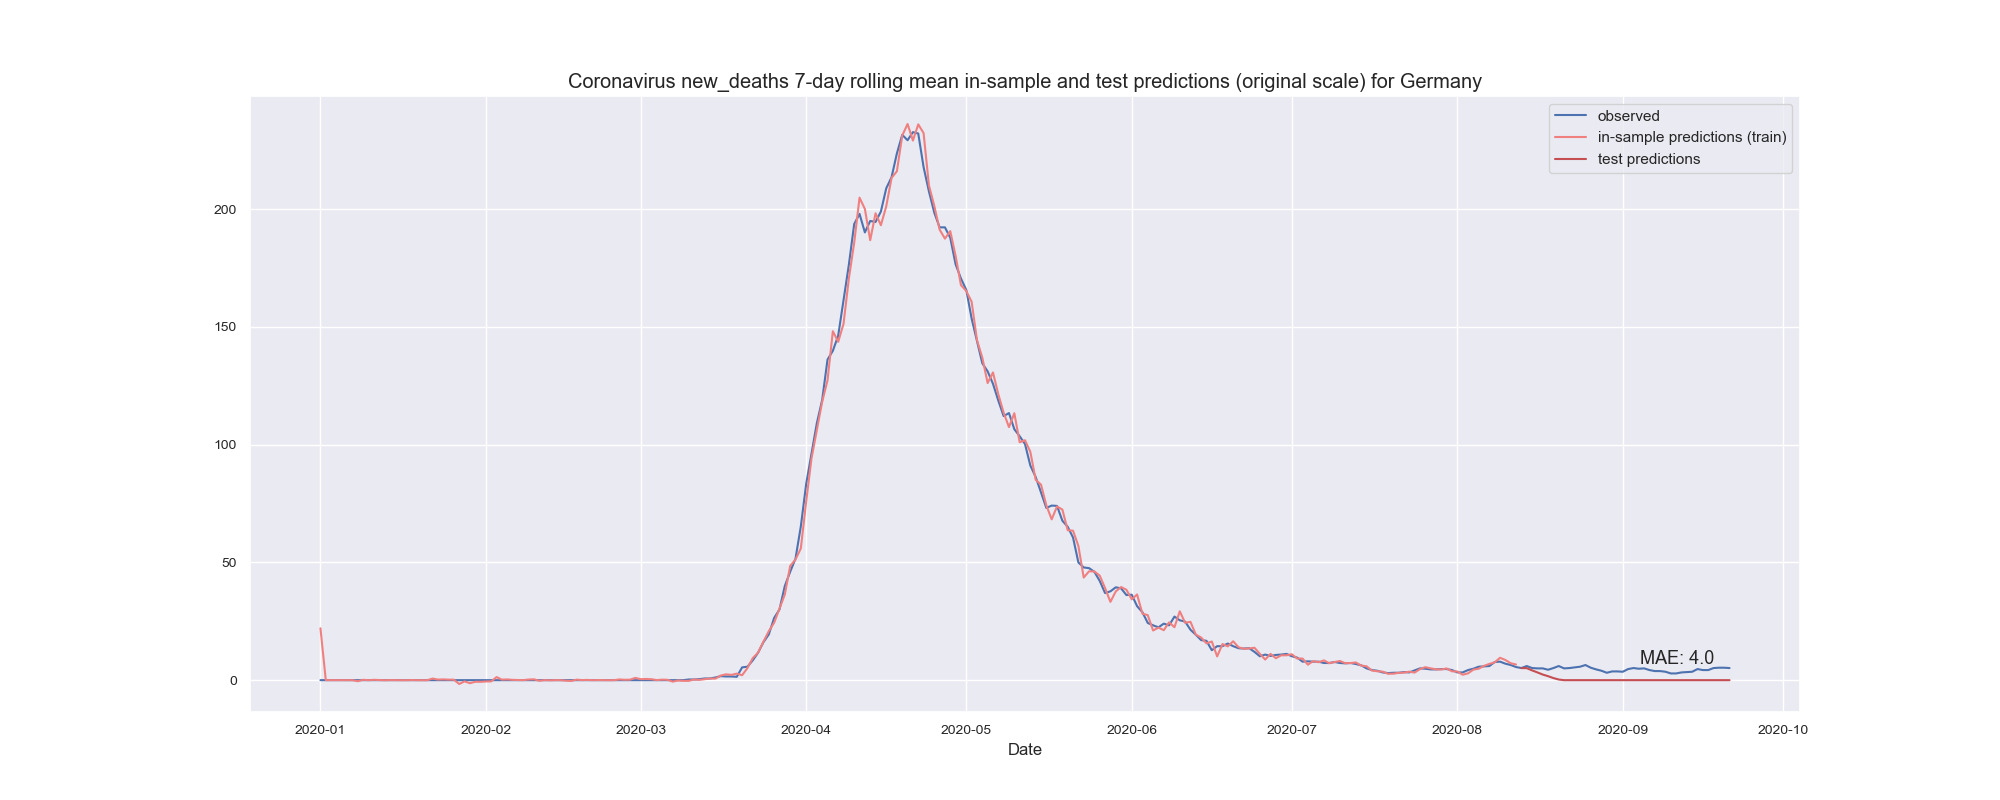 Coronavirus new_deaths 7-day rolling mean in-sample and test predictions (original scale) for Germany
observed
in-sample predictions (train)
test predictions
200
150
100
50
0
MAE: 4.0
2020-01
2020-02
2020-03
2020-04
2020-05
2020-06
2020-07
2020-08
2020-09
2020-10
Date